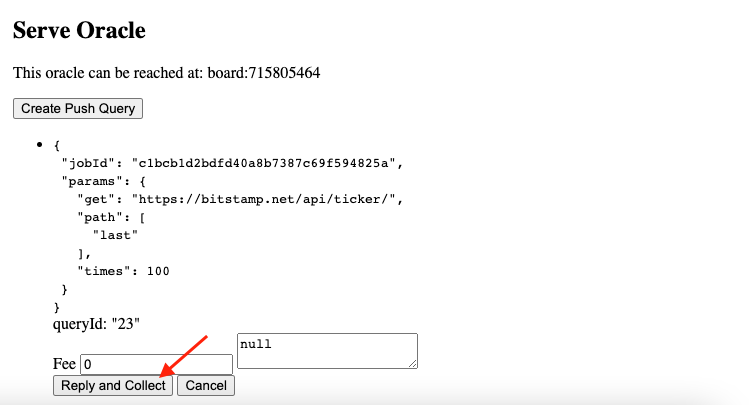 Serve Oracle
This oracle can be reached at: board:715805464
Create Push Query
• {
"jobId": "c1bcb1d2bdfd40a8b7387c69f594825a",
"params": {
"get": "https://bitstamp.net/api/ticker/",
"path": [
"last"
],
"times": 100
}
}
queryId: "23"
Fee 0 null
Reply and Collect Cancel